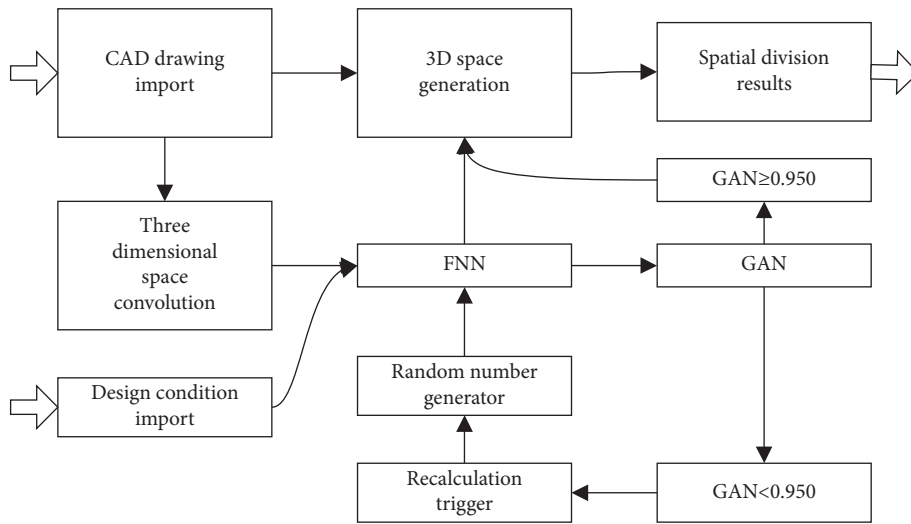 CAD drawing
import
3D space
generation
Spatial division
results
GAN≥0.950
Three
dimensional
space
convolution
FNN
GAN
Random number
generator
Design condition
import
Recalculation
trigger
GAN<0.950